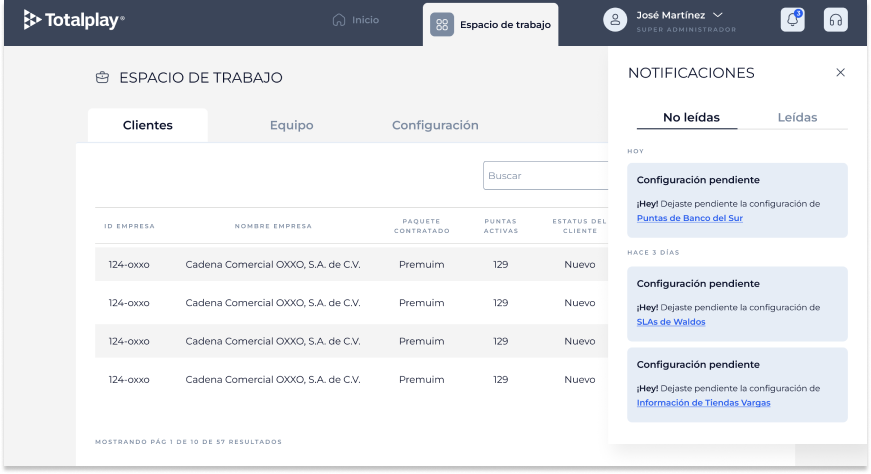 Totalplay®
Inicio
Espacio de trabajo
José Martínez
SUPER ADMINISTRADOR
3
ESPACIO DE TRABAJO
Clientes
Equipo
Configuración
Buscar
ID EMPRESA
NOMBRE EMPRESA
PAQUETE
CONTRATADO
PUNTAS
ACTIVAS
ESTATUS DEL
CLIENTE
124-oxxo Cadena Comercial OXXO, S.A. de C.V. Premuim 129 Nuevo
124-oxxo Cadena Comercial OXXO, S.A. de C.V. Premuim 129 Nuevo
124-oxxo Cadena Comercial OXXO, S.A. de C.V. Premuim 129 Nuevo
124-oxxo Cadena Comercial OXXO, S.A. de C.V. Premuim 129 Nuevo
MOSTRANDO PÁG 1 DE 10 DE 57 RESULTADOS
NOTIFICACIONES
No leídas
Leídas
HOY
Configuración pendiente
¡Hey! Dejaste pendiente la configuración de
Puntas de Banco del Sur
HACE 3 DÍAS
Configuración pendiente
¡Hey! Dejaste pendiente la configuración de
SLAs de Waldos
Configuración pendiente
¡Hey! Dejaste pendiente la configuración de
Información de Tiendas Vargas